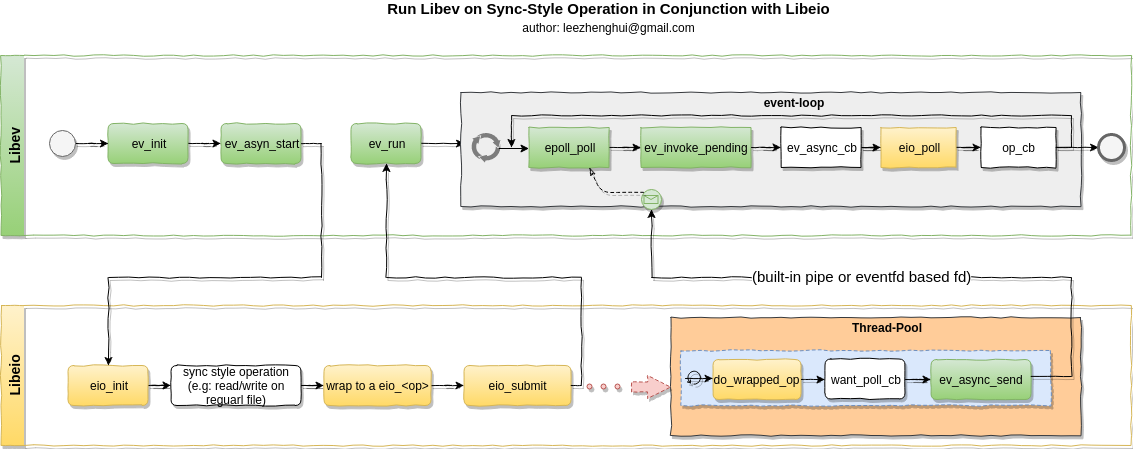 Run Libev on Sync-Style Operation in Conjunction with Libeio
author: leezhenghui@gmail.com
Libev
event-loop
ev_init
ev_asyn_start
ev_run
epoll_poll
ev_invoke_pending
ev_async_cb
eio_poll
op_cb
(built-in pipe or eventfd based fd)
Libeio
Thread-Pool
eio_init
sync style operation
(e.g: read/write on
reguarl file)
wrap to a eio_<op>
eio_submit
do_wrapped_op
want_poll_cb
ev_async_send